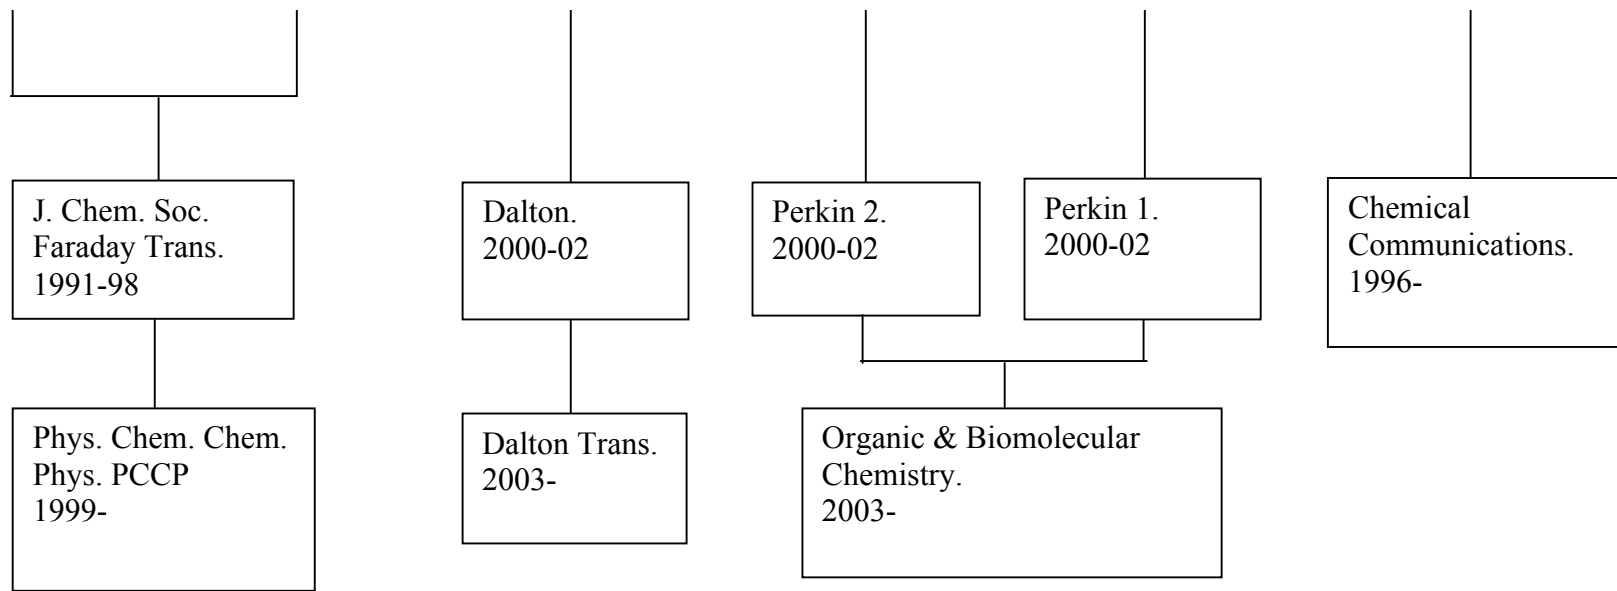 J. Chem. Soc.
Faraday Trans.
1991-98
Dalton.
2000-02
Perkin 2.
2000-02
Perkin 1.
2000-02
Chemical
Communications.
1996-
Phys. Chem. Chem.
Phys. PCCP
1999-
Dalton Trans.
2003-
Organic & Biomolecular
Chemistry.
2003-